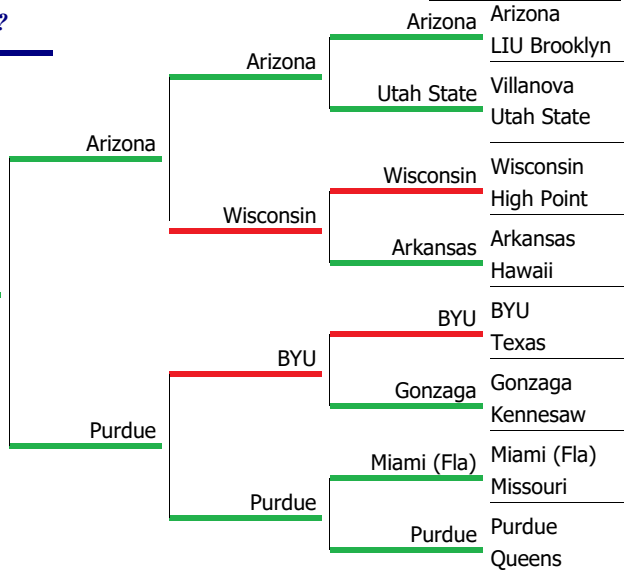 ?
Arizona
LIU Brooklyn
Villanova
Utah State
Wisconsin
High Point
Arkansas
Hawaii
BYU
Texas
Gonzaga
Kennesaw
Miami (Fla)
Missouri
Purdue
Queens
Arizona
Utah State
Wisconsin
Arkansas
BYU
Gonzaga
Miami (Fla)
Purdue
Arizona
Wisconsin
BYU
Purdue
Arizona
Purdue